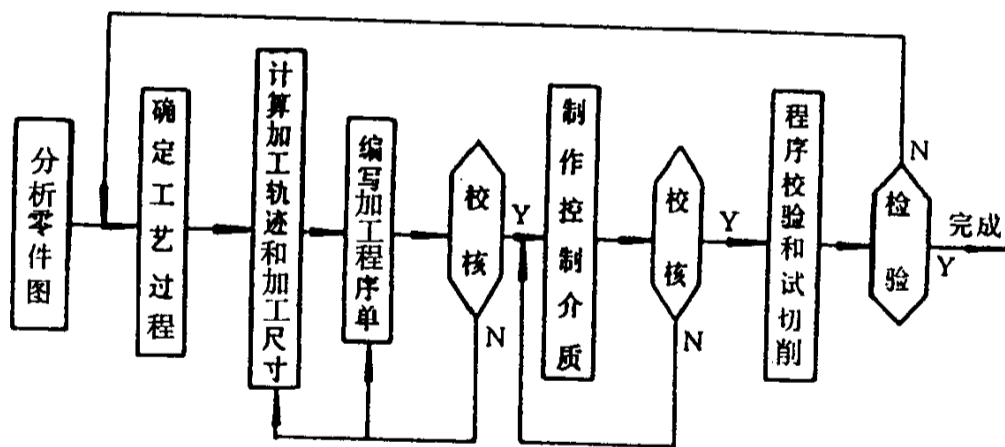 分析零件图
确定工艺过程
计算加工轨迹和加工尺寸
编写加工程序单
校核
Y
N
制作控制介质
校核
Y
N
程序校验和试切削
检验
N
Y
完成